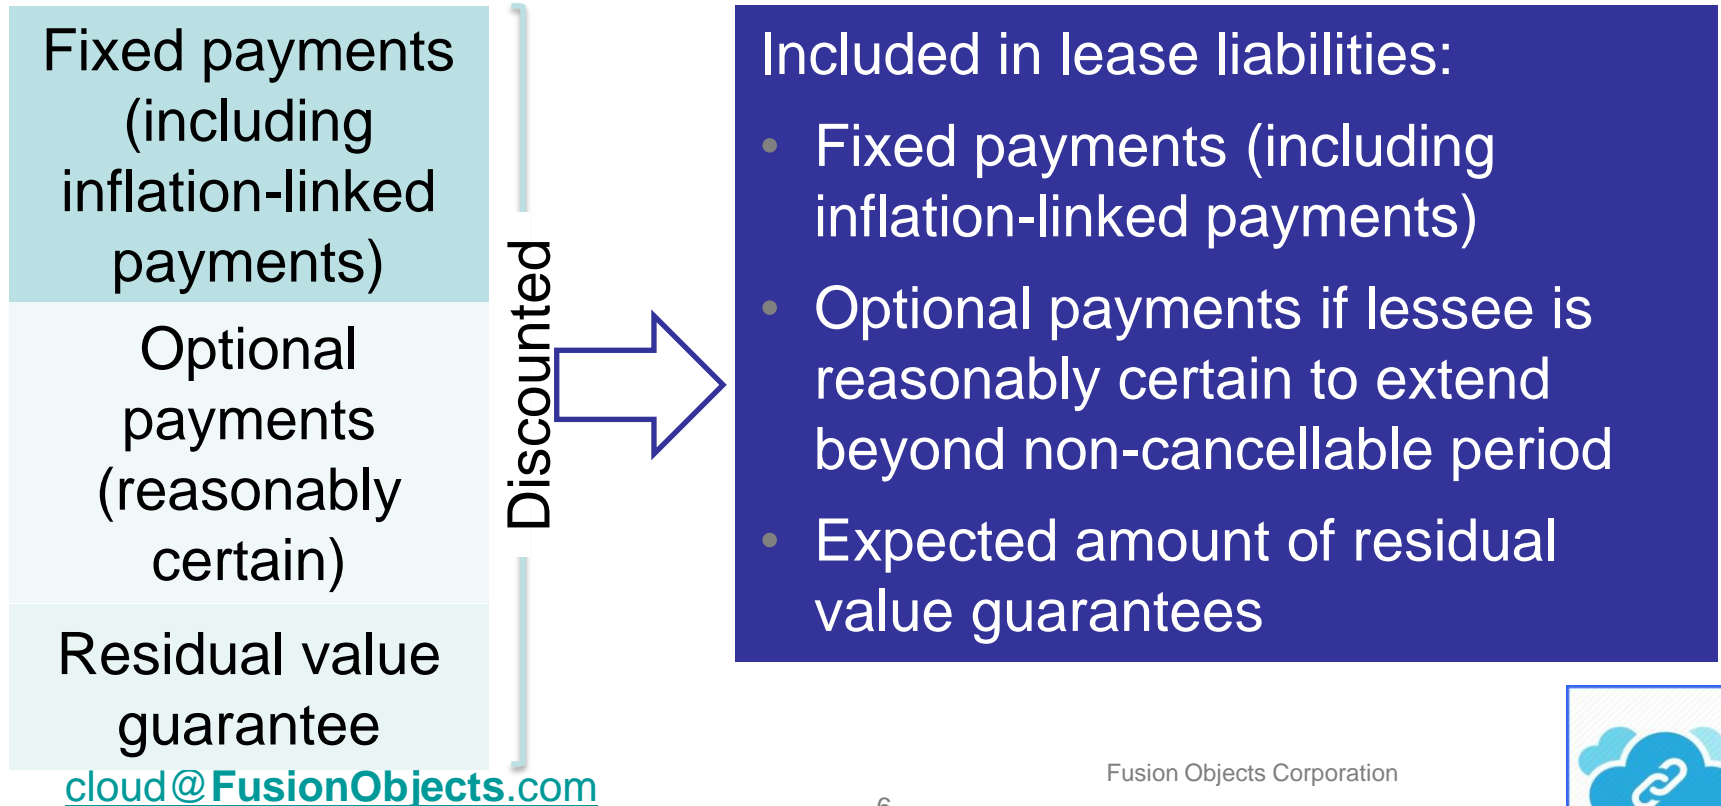 Fixed payments
(including
inflation-linked
payments)
Optional
payments
(reasonably
certain)
Residual value
guarantee
Discounted
Included in lease liabilities:
• Fixed payments (including
inflation-linked payments)
• Optional payments if lessee is
reasonably certain to extend
beyond non-cancellable period
• Expected amount of residual
value guarantees
cloud@FusionObjects.com
Fusion Objects Corporation
6